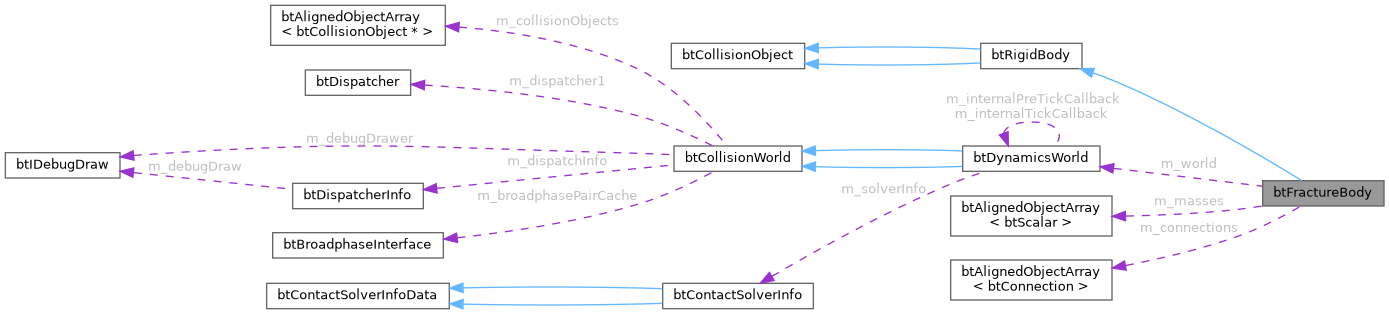 btAlignedObjectArray
< btCollisionObject * >
m_collisionObjects
btCollisionObject
btRigidBody
btDispatcher
m_dispatcher1
m_internalPreTickCallback
m_internalTickCallback
m_debugDrawer
btIDebugDraw
m_debugDraw
btCollisionWorld
btDynamicsWorld
m_dispatchInfo
m_world
btDispatcherInfo
m_solverInfo
btFractureBody
m_broadphasePairCache
btAlignedObjectArray
< btScalar >
m_masses
m_connections
btBroadphaseInterface
btAlignedObjectArray
< btConnection >
btContactSolverInfoData
btContactSolverInfo